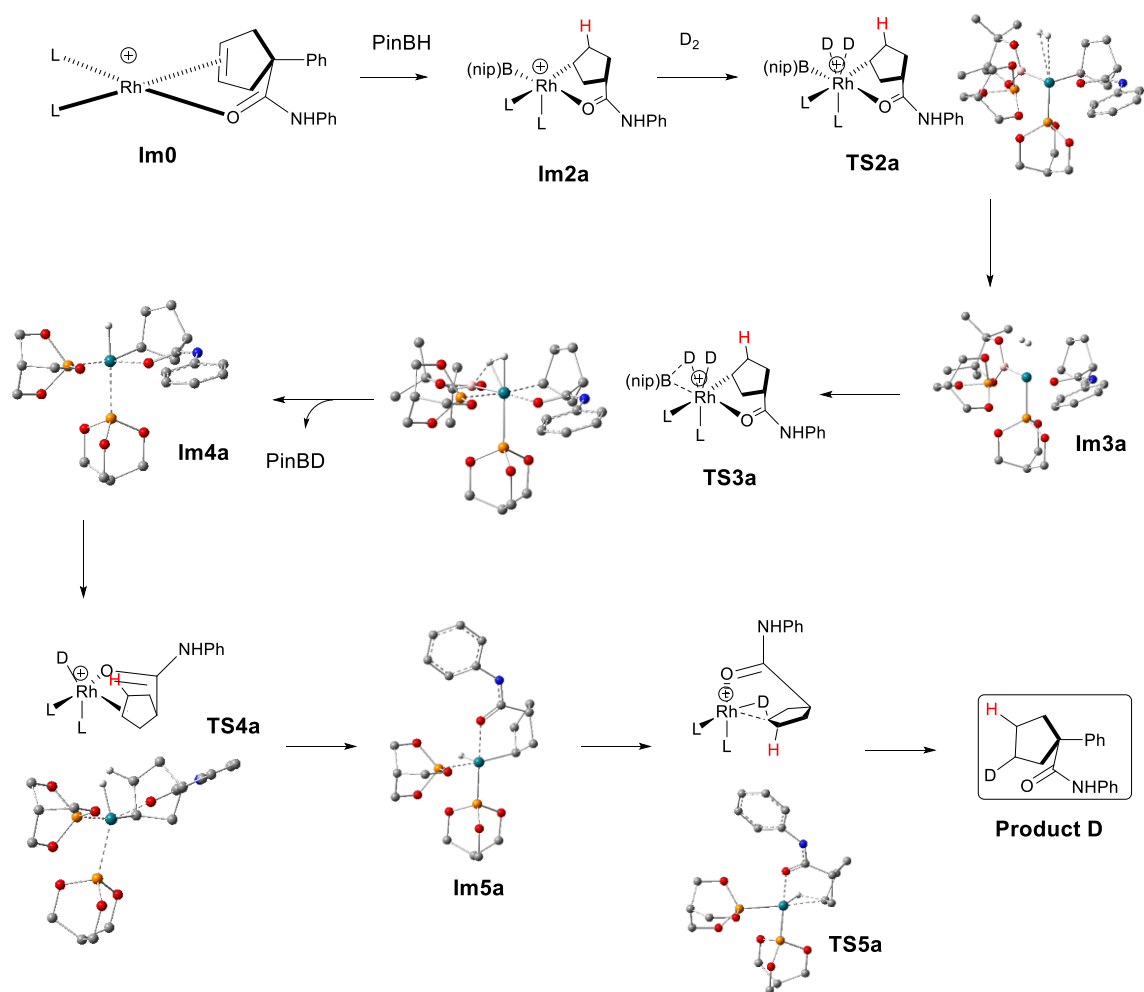 L
L
⊕
Rh
O
Ph
NHPh
Im0
PinBH
H
(nip)B
⊕
Rh
L
L
O
NHPh
Im2a
D2
H
D D
(nip)B
⊕
Rh
L
L
O
NHPh
TS2a
Im4a
PinBD
H
D D
(nip)B
⊕
Rh
L
L
O
NHPh
TS3a
Im3a
D
⊕
Rh
O
H
NHPh
L
L
TS4a
Im5a
NHPh
O
⊕
Rh
D
L
L
H
TS5a
H
D
Ph
O
NHPh
Product D